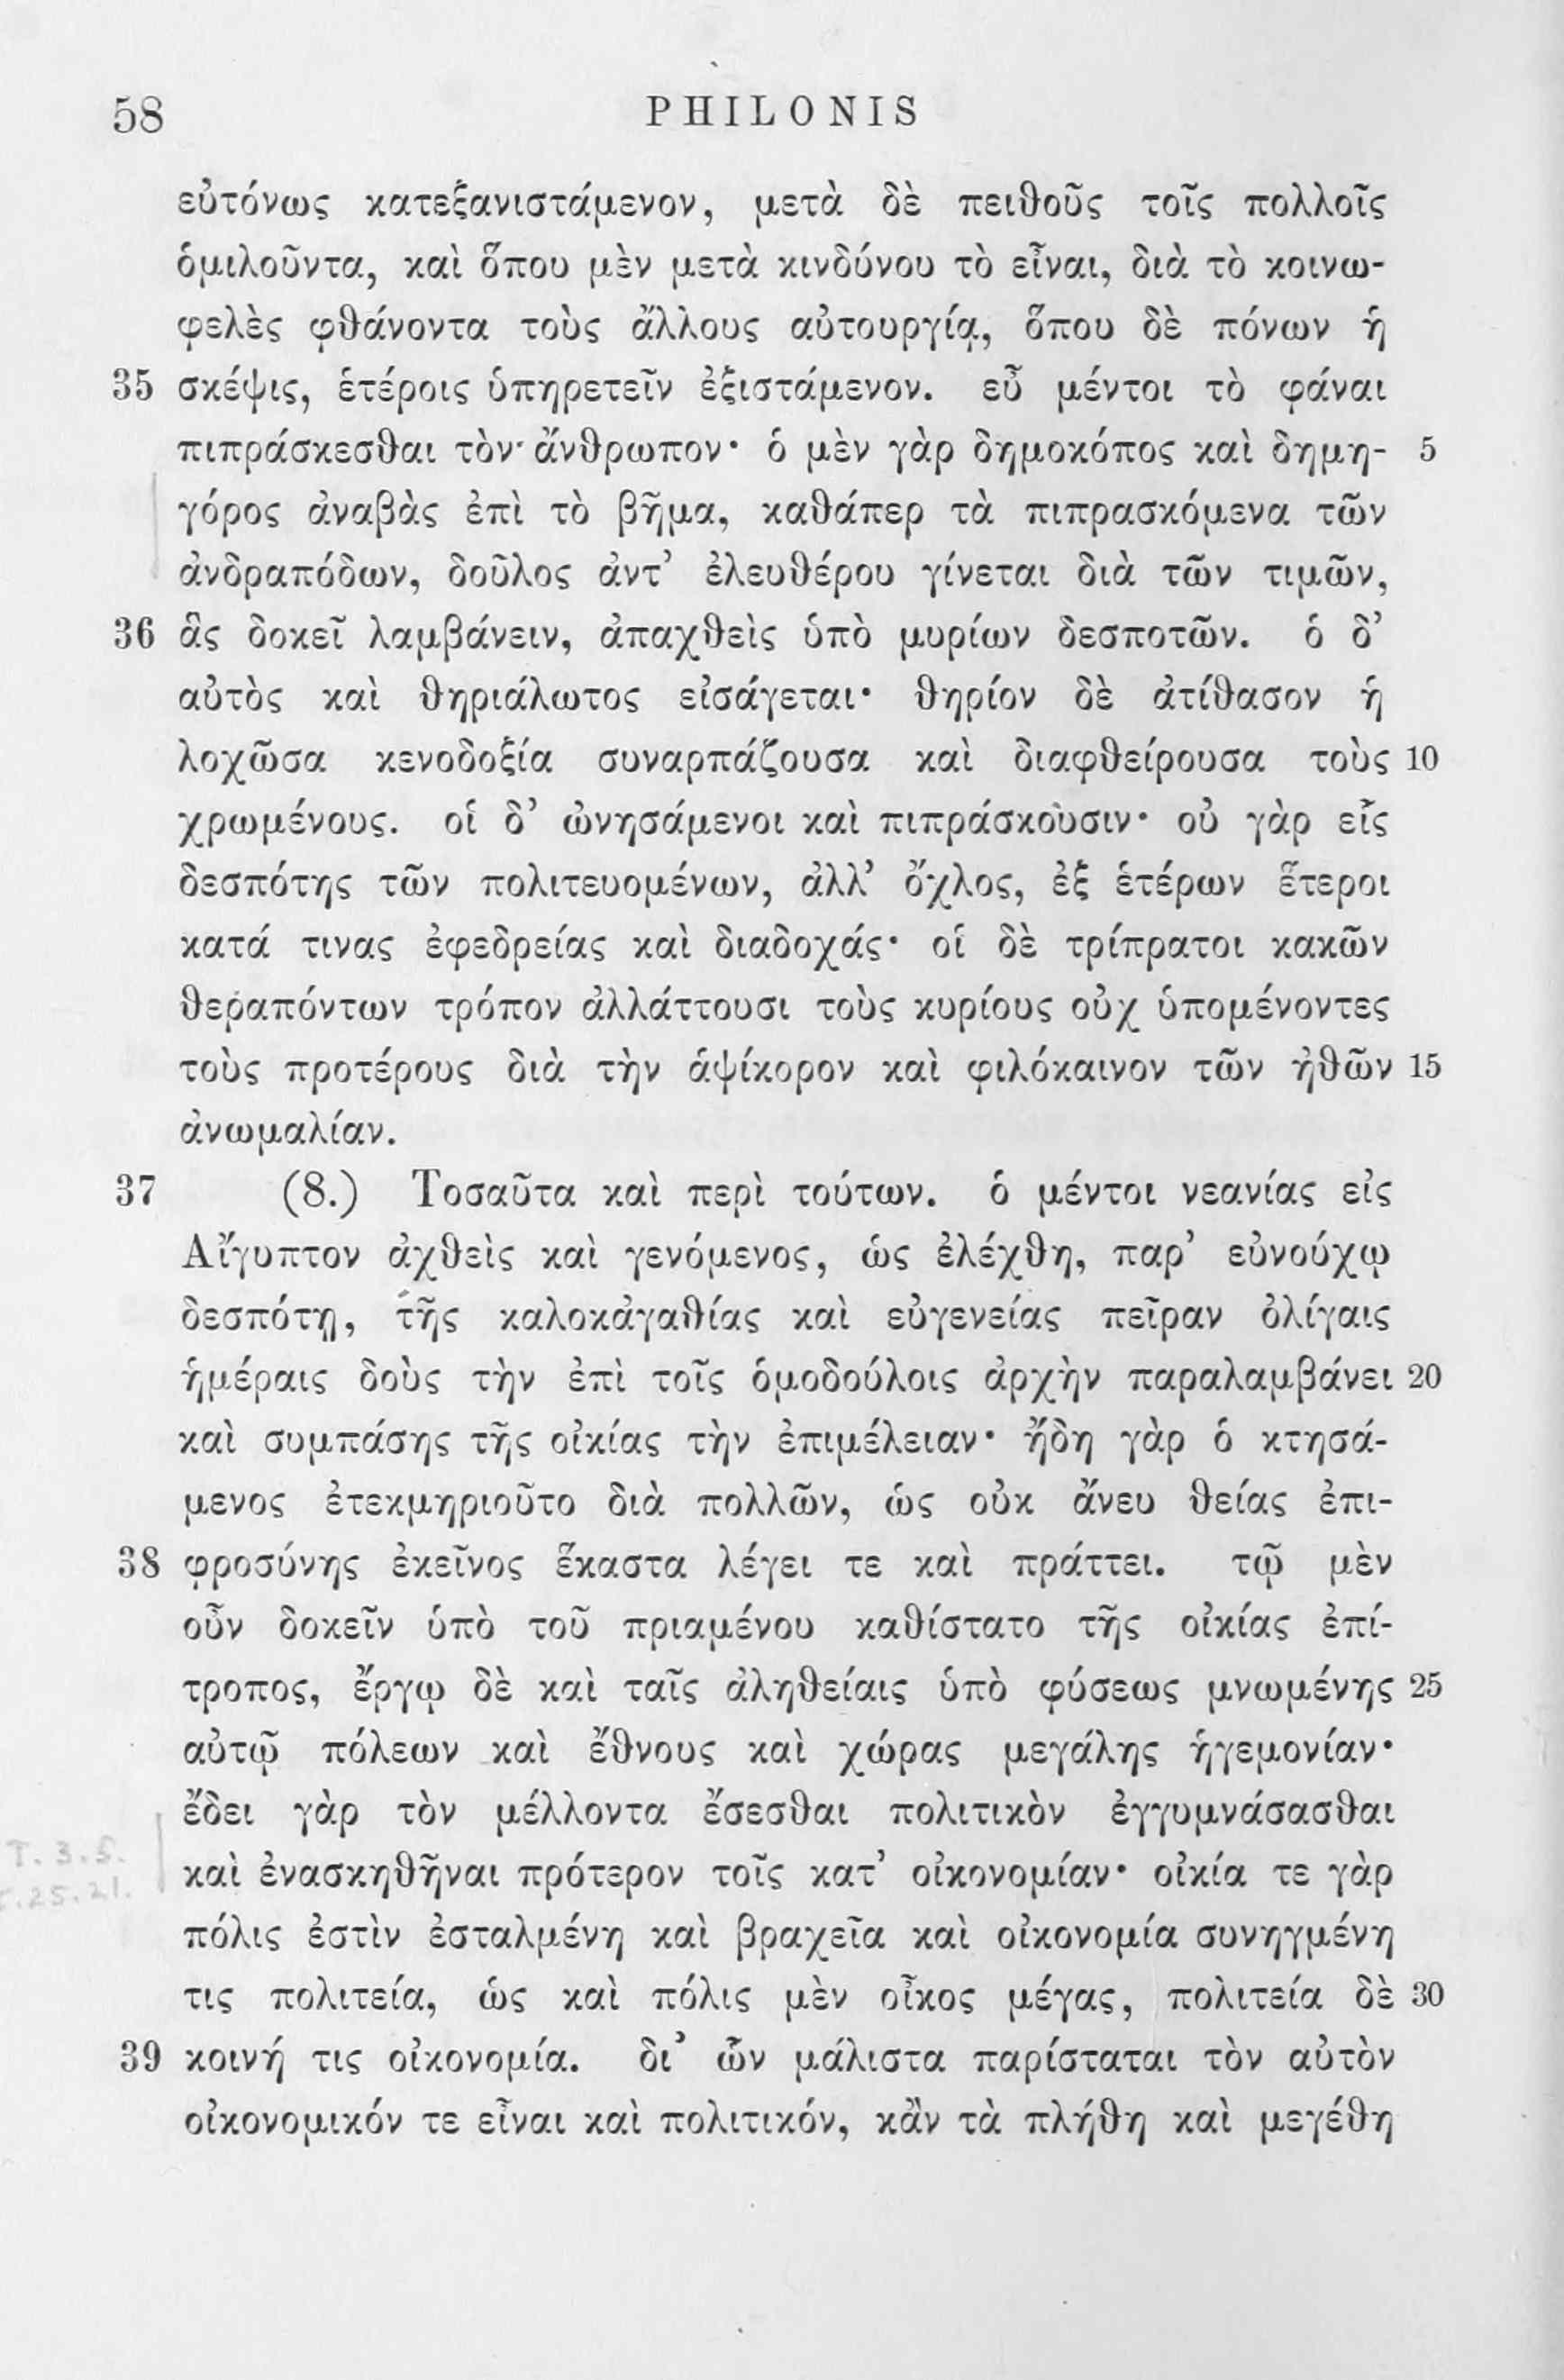 58 PHILONIS
εὐτόνως κατεξανιστάμενον, μετὰ δὲ πειθοῦς τοῖς πολλοῖς
ὁμιλοῦντα, καὶ ὅπου μὲν μετὰ κινδύνου τὸ εἶναι, διὰ τὸ κοινω-
φελὲς φθάνοντα τοὺς ἄλλους αὐτουργίᾳ, ὅπου δὲ πόνων ἡ
35 σκέψις, ἑτέροις ὑπηρετεῖν ἐξιστάμενον. εὖ μέντοι τὸ φάναι
πιπράσκεσθαι τὸν ἄνθρωπον· ὁ μὲν γὰρ δημοκόπος καὶ δημη- 5
γόρος ἀναβὰς ἐπὶ τὸ βῆμα, καθάπερ τὰ πιπρασκόμενα τῶν
ἀνδραπόδων, δοῦλος ἀντ’ ἐλευθέρου γίνεται διὰ τῶν τιμῶν,
36 ἃς δοκεῖ λαμβάνειν, ἀπαχθεὶς ὑπὸ μυρίων δεσποτῶν. ὁ δ’
αὐτὸς καὶ θηριάλωτος εἰσάγεται· θηρίον δὲ ἀτίθασον ἡ
λοχῶσα κενοδοξία συναρπάζουσα καὶ διαφθείρουσα τοὺς 10
χρωμένους. οἱ δ’ ὠνησάμενοι καὶ πιπράσκουσιν· οὐ γὰρ εἷς
δεσπότης τῶν πολιτευομένων, ἀλλ’ ὄχλος, ἐξ ἑτέρων ἕτεροι
κατά τινας ἐφεδρείας καὶ διαδοχάς· οἱ δὲ τρίπρατοι κακῶν
θεραπόντων τρόπον ἀλλάττουσι τοὺς κυρίους οὐχ ὑπομένοντες
τοὺς προτέρους διὰ τὴν ἁψίκορον καὶ φιλόκαινον τῶν ἠθῶν 15
ἀνωμαλίαν.
37 (8.) Τοσαῦτα καὶ περὶ τούτων. ὁ μέντοι νεανίας εἰς
Αἴγυπτον ἀχθεὶς καὶ γενόμενος, ὡς ἐλέχθη, παρ’ εὐνούχῳ
δεσπότῃ, τῆς καλοκἀγαθίας καὶ εὐγενείας πεῖραν ὀλίγαις
ἡμέραις δοὺς τὴν ἐπὶ τοῖς ὁμοδούλοις ἀρχὴν παραλαμβάνει 20
καὶ συμπάσης τῆς οἰκίας τὴν ἐπιμέλειαν· ἤδη γὰρ ὁ κτησά-
μενος ἐτεκμηριοῦτο διὰ πολλῶν, ὡς οὐκ ἄνευ θείας ἐπι-
38 φροσύνης ἐκεῖνος ἕκαστα λέγει τε καὶ πράττει. τῷ μὲν
οὖν δοκεῖν ὑπὸ τοῦ πριαμένου καθίστατο τῆς οἰκίας ἐπί-
τροπος, ἔργῳ δὲ καὶ ταῖς ἀληθείαις ὑπὸ φύσεως μνωμένης 25
αὐτῷ πόλεων καὶ ἔθνους καὶ χώρας μεγάλης ἡγεμονίαν·
ἔδει γὰρ τὸν μέλλοντα ἔσεσθαι πολιτικὸν ἐγγυμνάσασθαι
καὶ ἐνασκηθῆναι πρότερον τοῖς κατ’ οἰκονομίαν· οἰκία τε γὰρ
πόλις ἐστὶν ἐσταλμένη καὶ βραχεῖα καὶ οἰκονομία συνηγμένη
τις πολιτεία, ὡς καὶ πόλις μὲν οἶκος μέγας, πολιτεία δὲ 30
39 κοινή τις οἰκονομία. δι’ ὧν μάλιστα παρίσταται τὸν αὐτὸν
οἰκονομικόν τε εἶναι καὶ πολιτικόν, κἂν τὰ πλήθη καὶ μεγέθη
T. 3.5.
25.21.